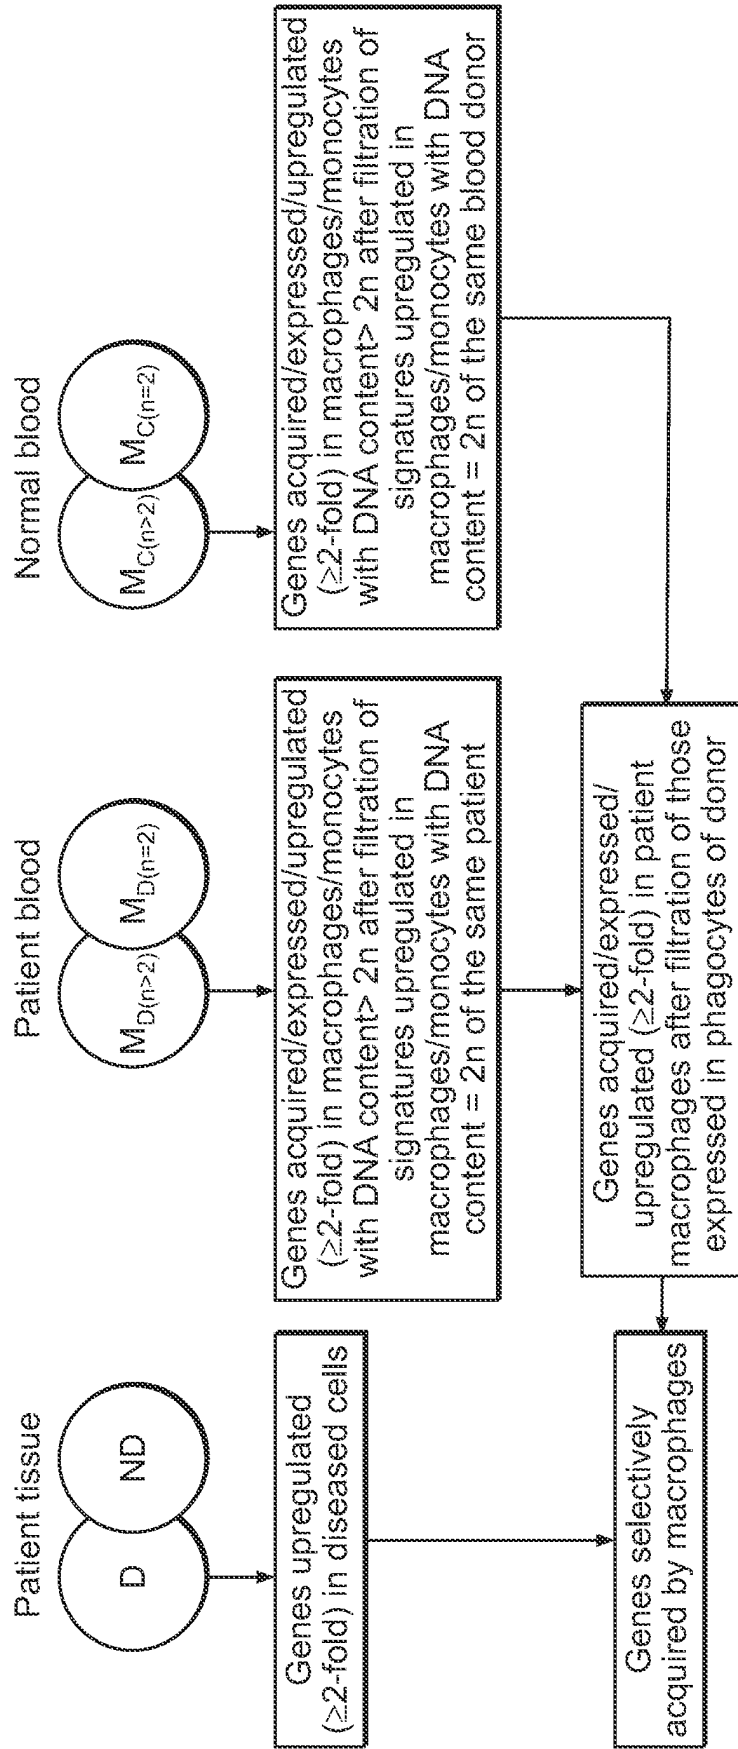 Patient tissue
D
ND
Genes upregulated
(≥2-fold) in diseased cells
Patient blood
M_D(n>2)
M_D(n=2)
Genes acquired/expressed/upregulated
(≥2-fold) in macrophages/monocytes
with DNA content> 2n after filtration of
signatures upregulated in
macrophages/monocytes with DNA
content = 2n of the same patient
Normal blood
M_C(n>2)
M_C(n=2)
Genes acquired/expressed/upregulated
(≥2-fold) in macrophages/monocytes
with DNA content> 2n after filtration of
signatures upregulated in
macrophages/monocytes with DNA
content = 2n of the same blood donor
Genes selectively
acquired by macrophages
Genes acquired/expressed/
upregulated (≥2-fold) in patient
macrophages after filtration of those
expressed in phagocytes of donor